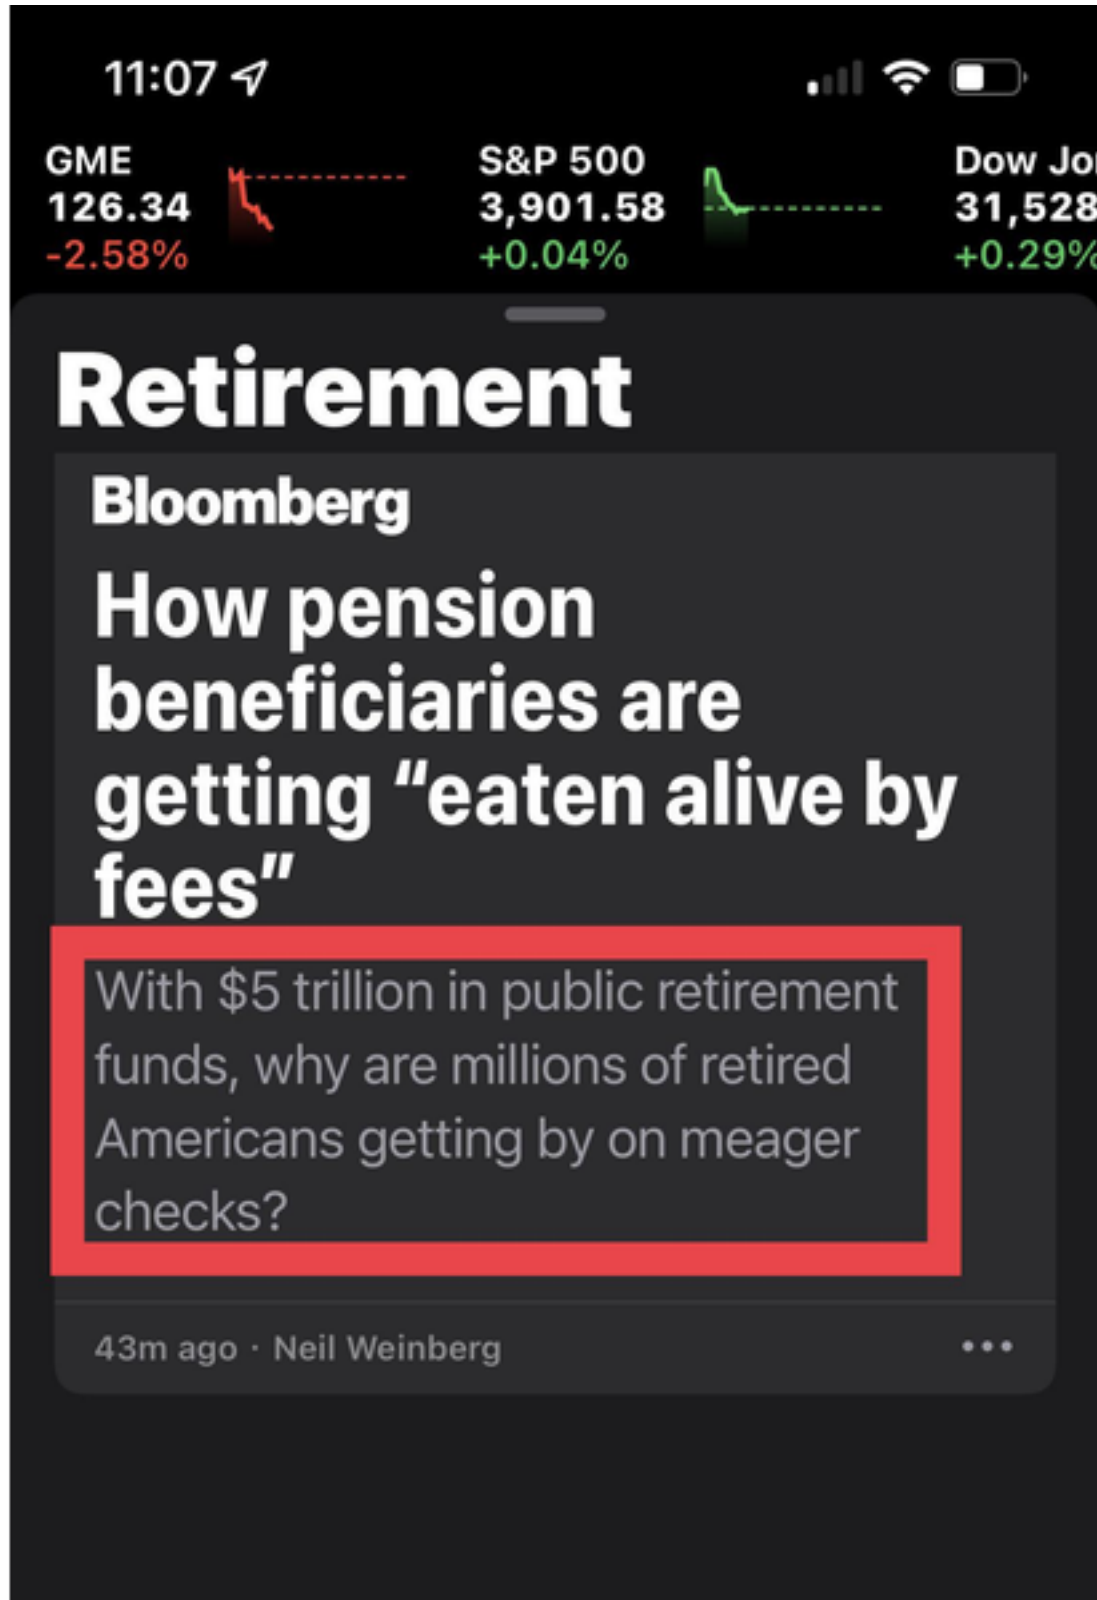 11:07
GME
126.34
-2.58%
S&P 500
3,901.58
+0.04%
Dow Jo
31,528
+0.29%
Retirement
Bloomberg
How pension
beneficiaries are
getting “eaten alive by
fees”
With $5 trillion in public retirement
funds, why are millions of retired
Americans getting by on meager
checks?
43m ago · Neil Weinberg